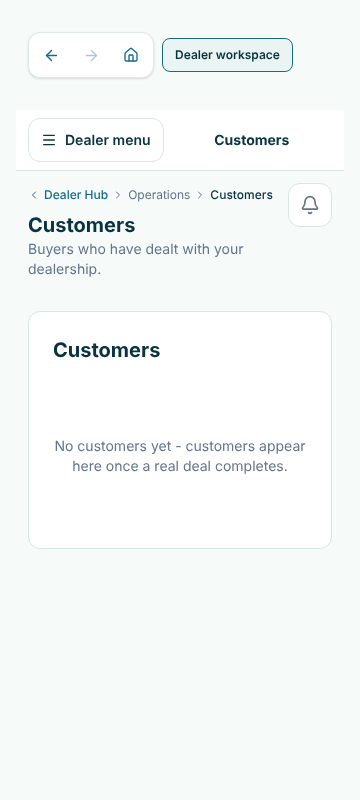 Dealer workspace
Dealer menu
Customers
Dealer Hub
Operations
Customers
Customers
Buyers who have dealt with your
dealership.
Customers
No customers yet - customers appear
here once a real deal completes.